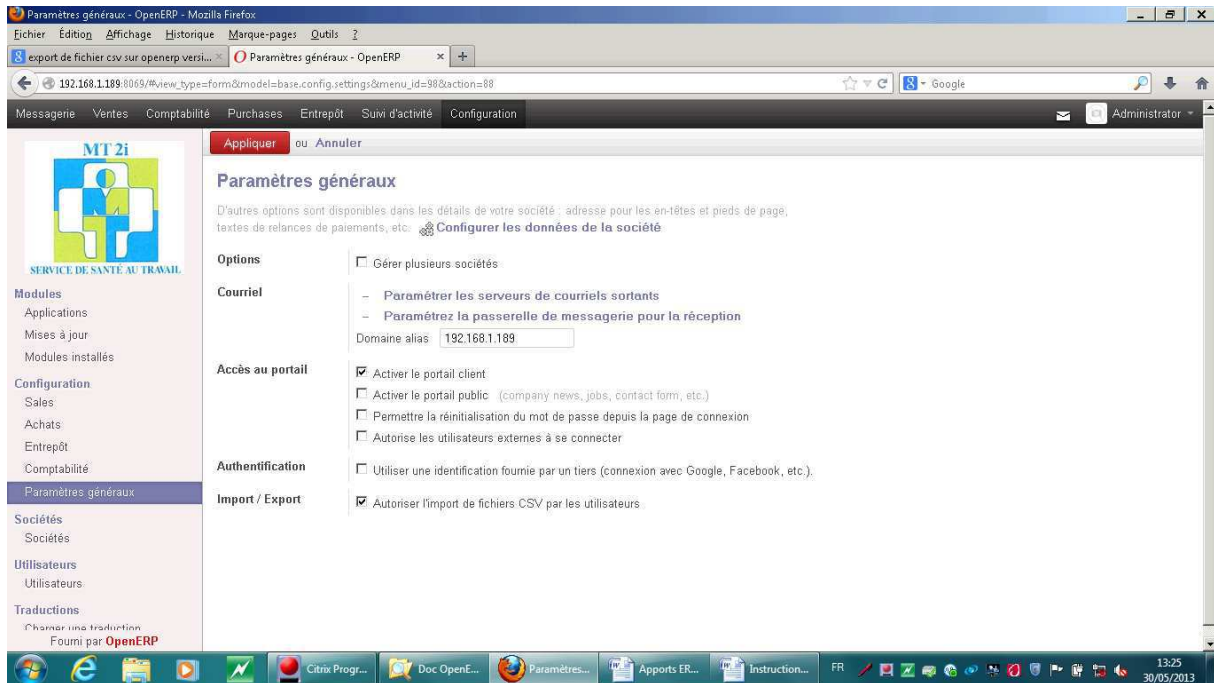 Paramètres généraux - OpenERP - Mozilla Firefox
Eichier Édition Affichage Historique Marque-pages Outils ?
export de fichier csv sur openerp versi... × Paramètres généraux - OpenERP × +
192.168.1.189:8069/#view_type=form&model=base.config.settings&menu_id=98&action=88 Google
Messagerie Ventes Comptabilité Purchases Entrepôt Suivi d'activité Configuration Administrator
MT 2i
SERVICE DE SANTÉ AU TRAVAIL
Modules
Applications
Mises à jour
Modules installés
Configuration
Sales
Achats
Entrepôt
Comptabilité
Paramètres généraux
Sociétés
Sociétés
Utilisateurs
Utilisateurs
Traductions
Charger une traduction
Fourni par OpenERP
Appliquer ou Annuler
Paramètres généraux
D'autres options sont disponibles dans les détails de votre société : adresse pour les en-têtes et pieds de page,
textes de relances de paiements, etc. Configurer les données de la société
Options Gérer plusieurs sociétés
Courriel – Paramétrer les serveurs de courriels sortants
– Paramétrez la passerelle de messagerie pour la réception
Domaine alias 192.168.1.189
Accès au portail Activer le portail client
Activer le portail public (company news, jobs, contact form, etc.)
Permettre la réinitialisation du mot de passe depuis la page de connexion
Autorise les utilisateurs externes à se connecter
Authentification Utiliser une identification fournie par un tiers (connexion avec Google, Facebook, etc.).
Import / Export Autoriser l'import de fichiers CSV par les utilisateurs
Citrix Progr... Doc OpenE... Paramètres... Apports ER... Instruction... FR 13:25
30/05/2013